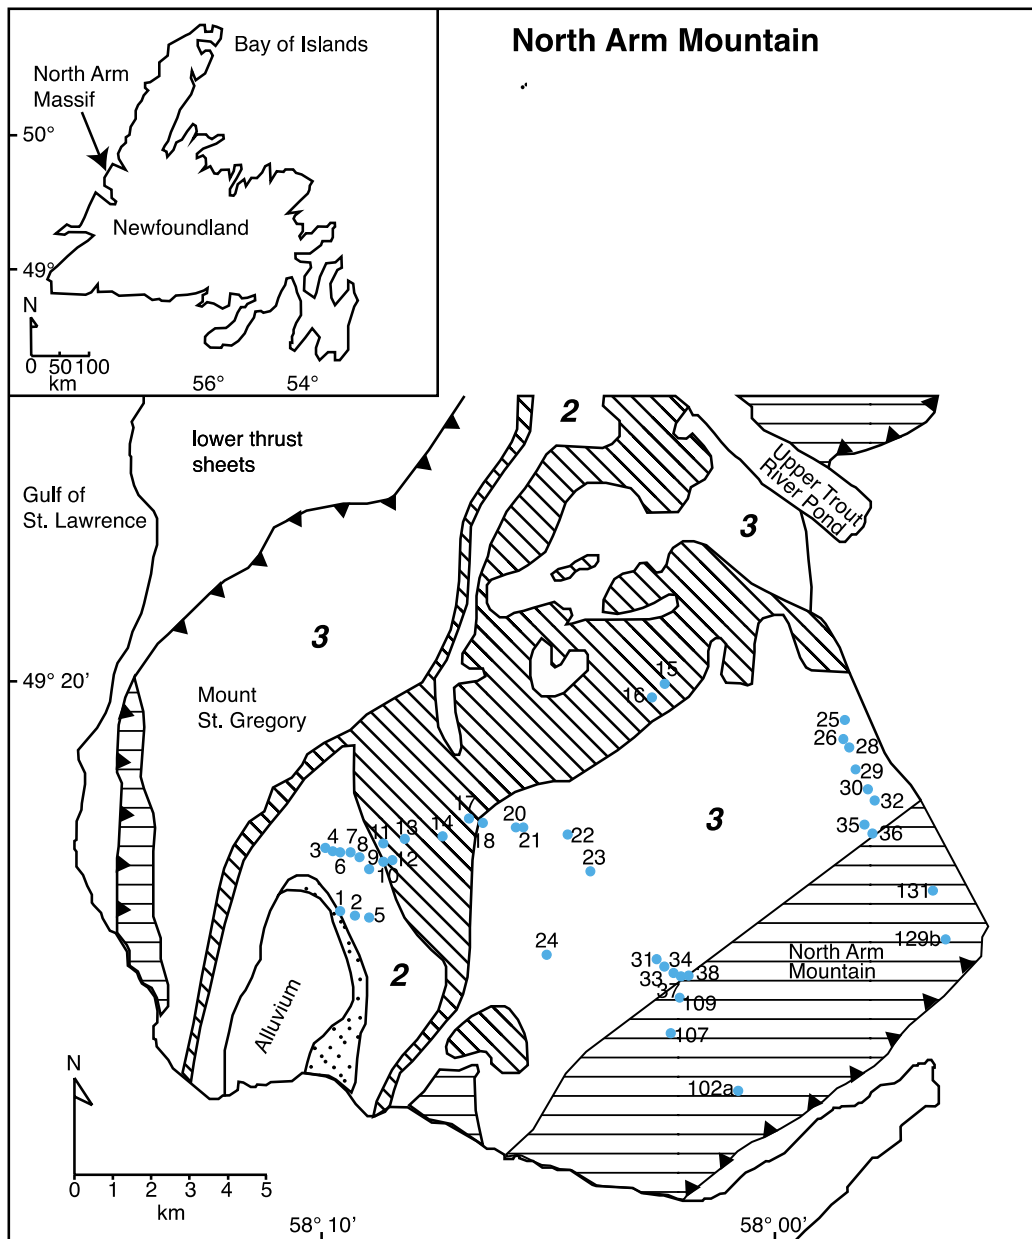 North Arm Mountain
Bay of Islands
North Arm
Massif
50°
Newfoundland
49°
N
0 50 100
km
56° 54°
2
lower thrust
sheets
Upper Trout
River Pond
Gulf of
St. Lawrence
3
3
49° 20'
Mount
St. Gregory
15
16
25
26
28
29
30
32
35
36
3
17
18
20
21
22
23
14
13
11
12
10
9
8
7
6
4
3
1
2
5
24
2
Alluvium
31
34
33
38
37
109
107
102a
131
129b
North Arm
Mountain
N
0 1 2 3 4 5
km
58° 10'
58° 00'